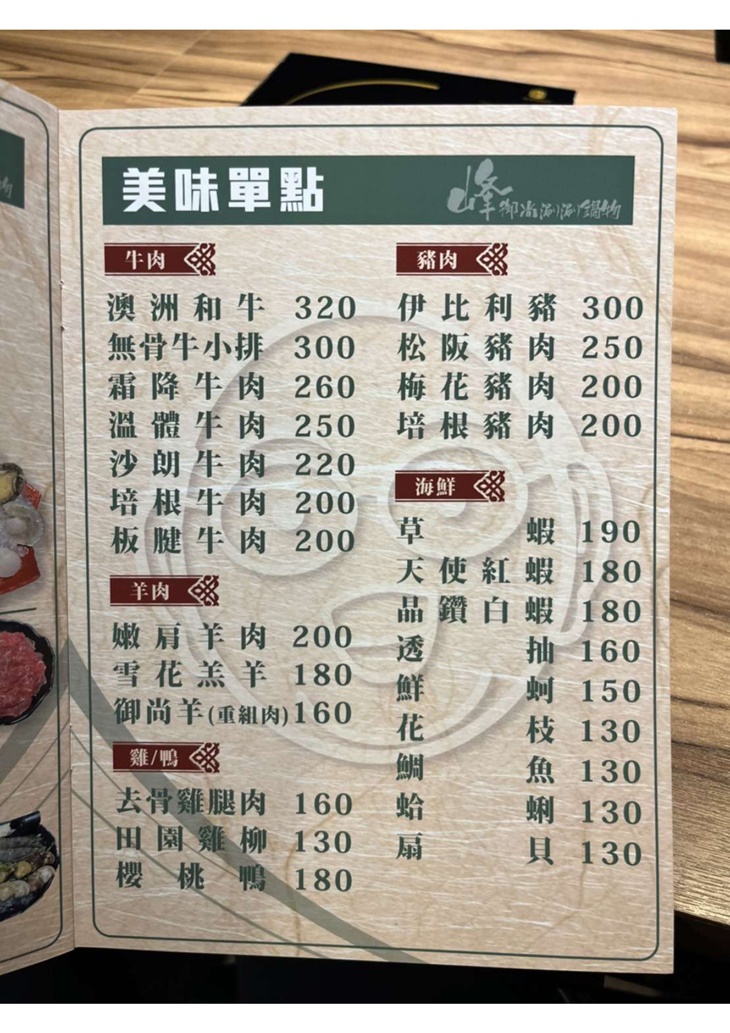 美味單點
峰御尚涮涮鍋物
牛肉
澳洲和牛 320
無骨牛小排 300
霜降牛肉 260
溫體牛肉 250
沙朗牛肉 220
培根牛肉 200
板腱牛肉 200
羊肉
嫩肩羊肉 200
雪花羔羊 180
御尚羊(重組肉)160
雞/鴨
去骨雞腿肉 160
田園雞柳 130
櫻桃鴨 180
豬肉
伊比利豬 300
松阪豬肉 250
梅花豬肉 200
培根豬肉 200
海鮮
草蝦 190
天使紅蝦 180
品鑽白蝦 180
透抽 160
鮮蚵 150
花枝 130
鯛魚 130
蛤蜊 130
扇貝 130